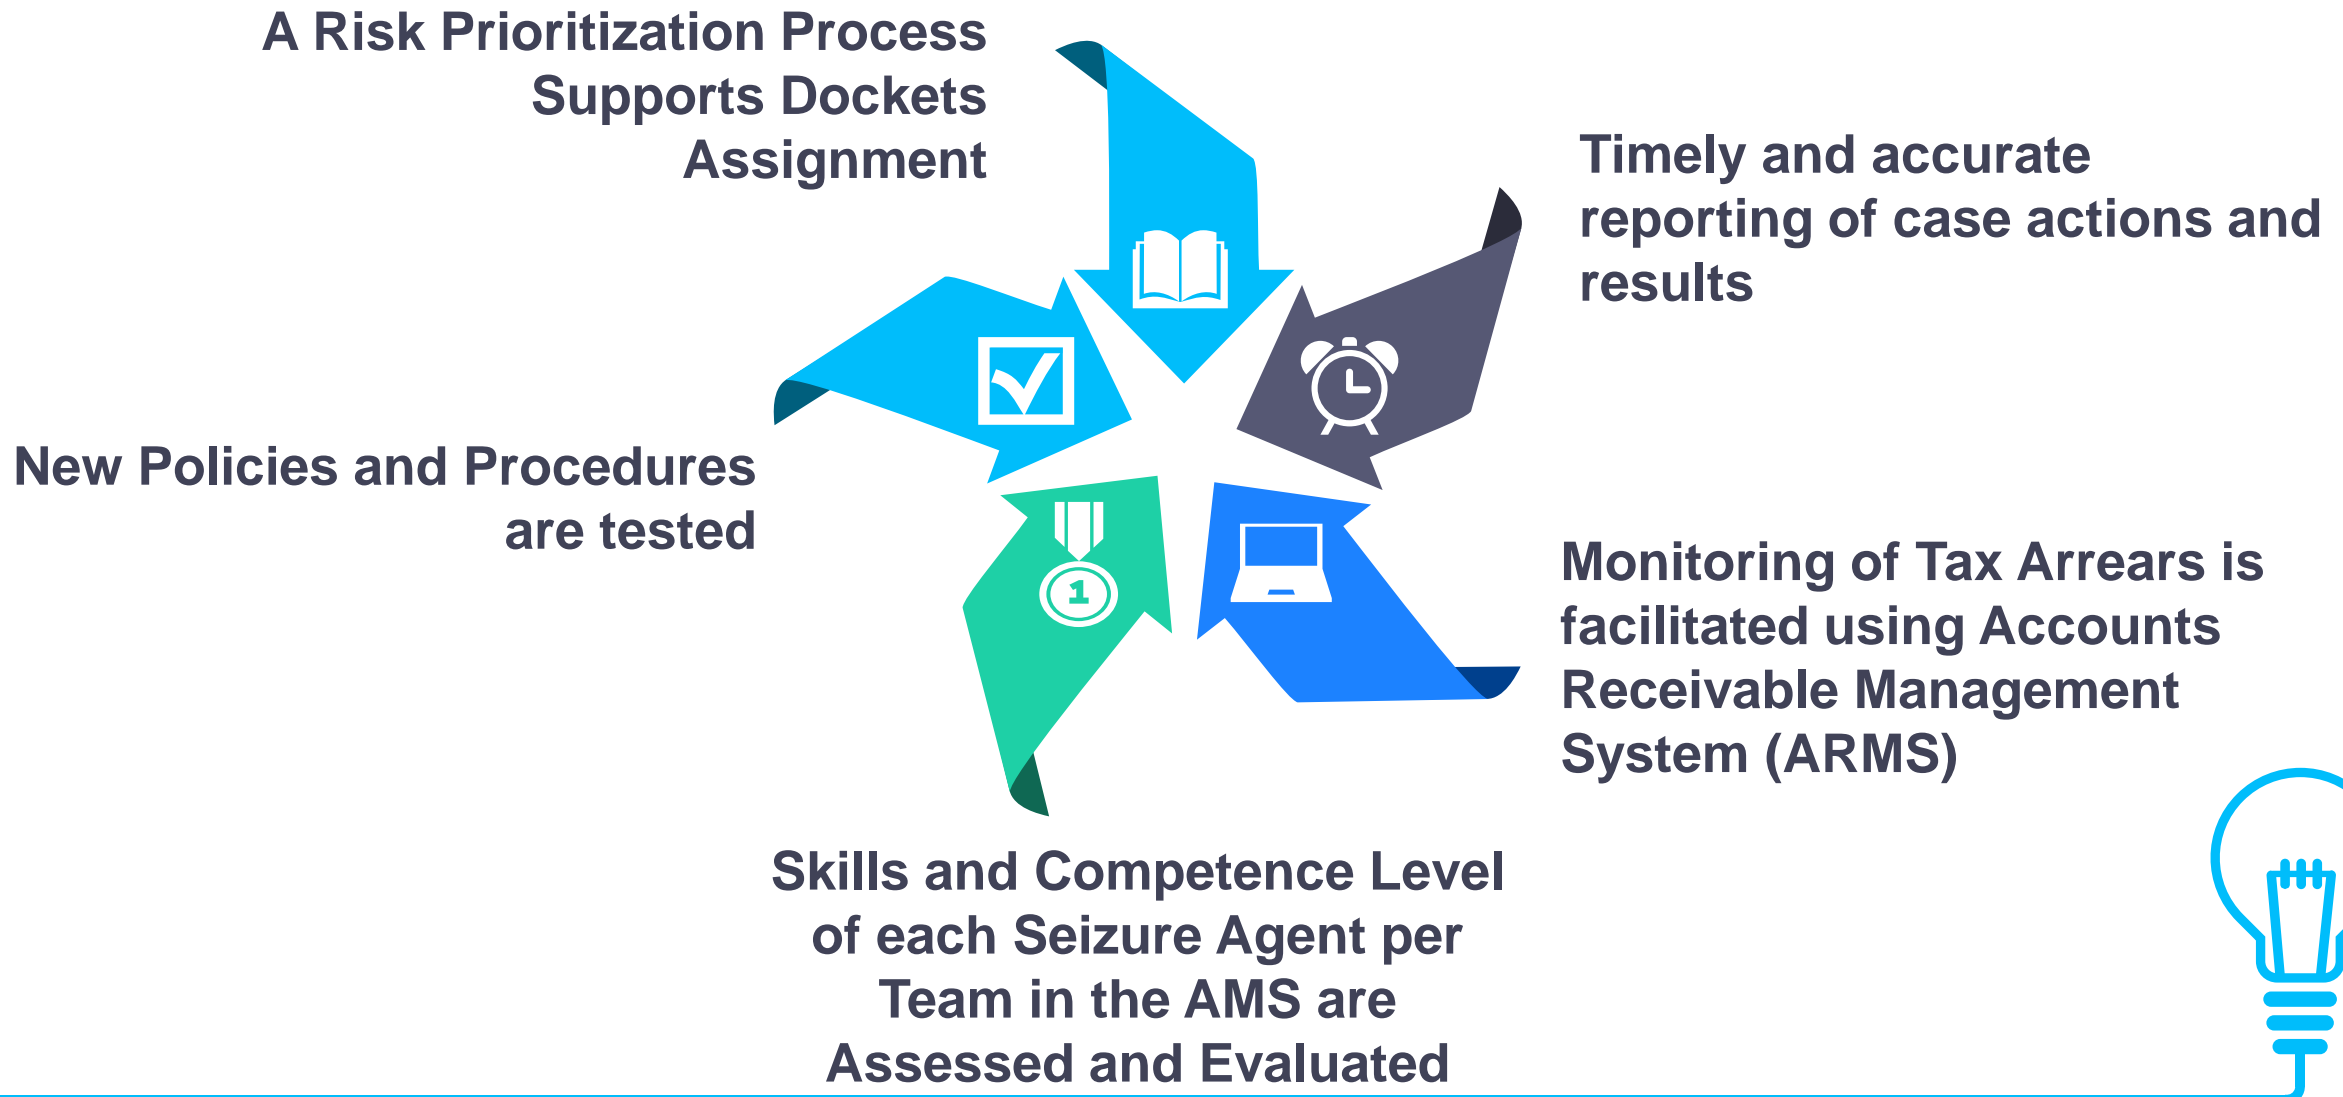 A Risk Prioritization Process
Supports Dockets
Assignment
Timely and accurate
reporting of case actions and
results
New Policies and Procedures
are tested
1
Monitoring of Tax Arrears is
facilitated using Accounts
Receivable Management
System (ARMS)
Skills and Competence Level
of each Seizure Agent per
Team in the AMS are
Assessed and Evaluated